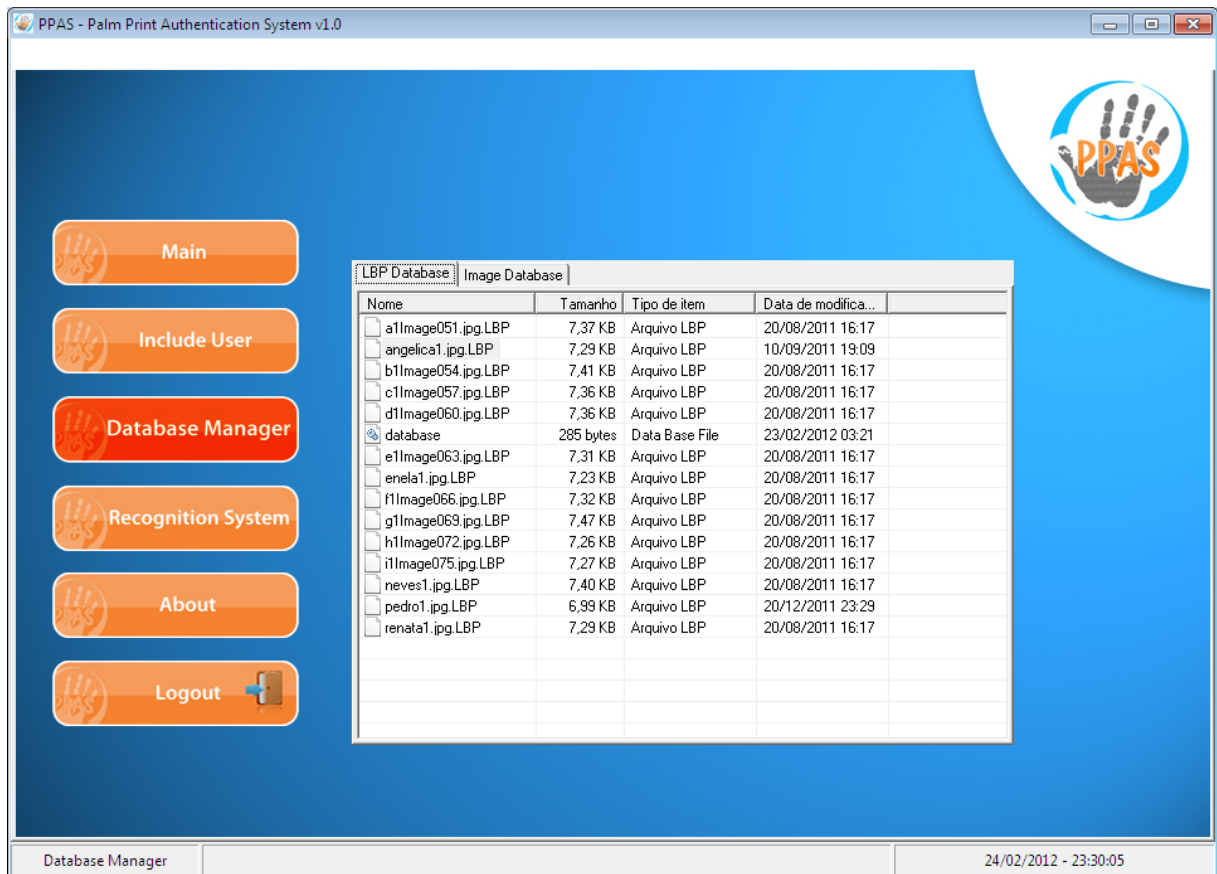 PPAS - Palm Print Authentication System v1.0
PPAS
Main
Include User
Database Manager
Recognition System
About
Logout
LBP Database Image Database
Nome Tamanho Tipo de item Data de modifica...
a1Image051.jpg.LBP 7,37 KB Arquivo LBP 20/08/2011 16:17
angelica1.jpg.LBP 7,29 KB Arquivo LBP 10/09/2011 19:09
b1Image054.jpg.LBP 7,41 KB Arquivo LBP 20/08/2011 16:17
c1Image057.jpg.LBP 7,36 KB Arquivo LBP 20/08/2011 16:17
d1Image060.jpg.LBP 7,36 KB Arquivo LBP 20/08/2011 16:17
database 285 bytes Data Base File 23/02/2012 03:21
e1Image063.jpg.LBP 7,31 KB Arquivo LBP 20/08/2011 16:17
enela1.jpg.LBP 7,23 KB Arquivo LBP 20/08/2011 16:17
f1Image066.jpg.LBP 7,32 KB Arquivo LBP 20/08/2011 16:17
g1Image069.jpg.LBP 7,47 KB Arquivo LBP 20/08/2011 16:17
h1Image072.jpg.LBP 7,26 KB Arquivo LBP 20/08/2011 16:17
i1Image075.jpg.LBP 7,27 KB Arquivo LBP 20/08/2011 16:17
neves1.jpg.LBP 7,40 KB Arquivo LBP 20/08/2011 16:17
pedro1.jpg.LBP 6,99 KB Arquivo LBP 20/12/2011 23:29
renata1.jpg.LBP 7,29 KB Arquivo LBP 20/08/2011 16:17
Database Manager 24/02/2012 - 23:30:05